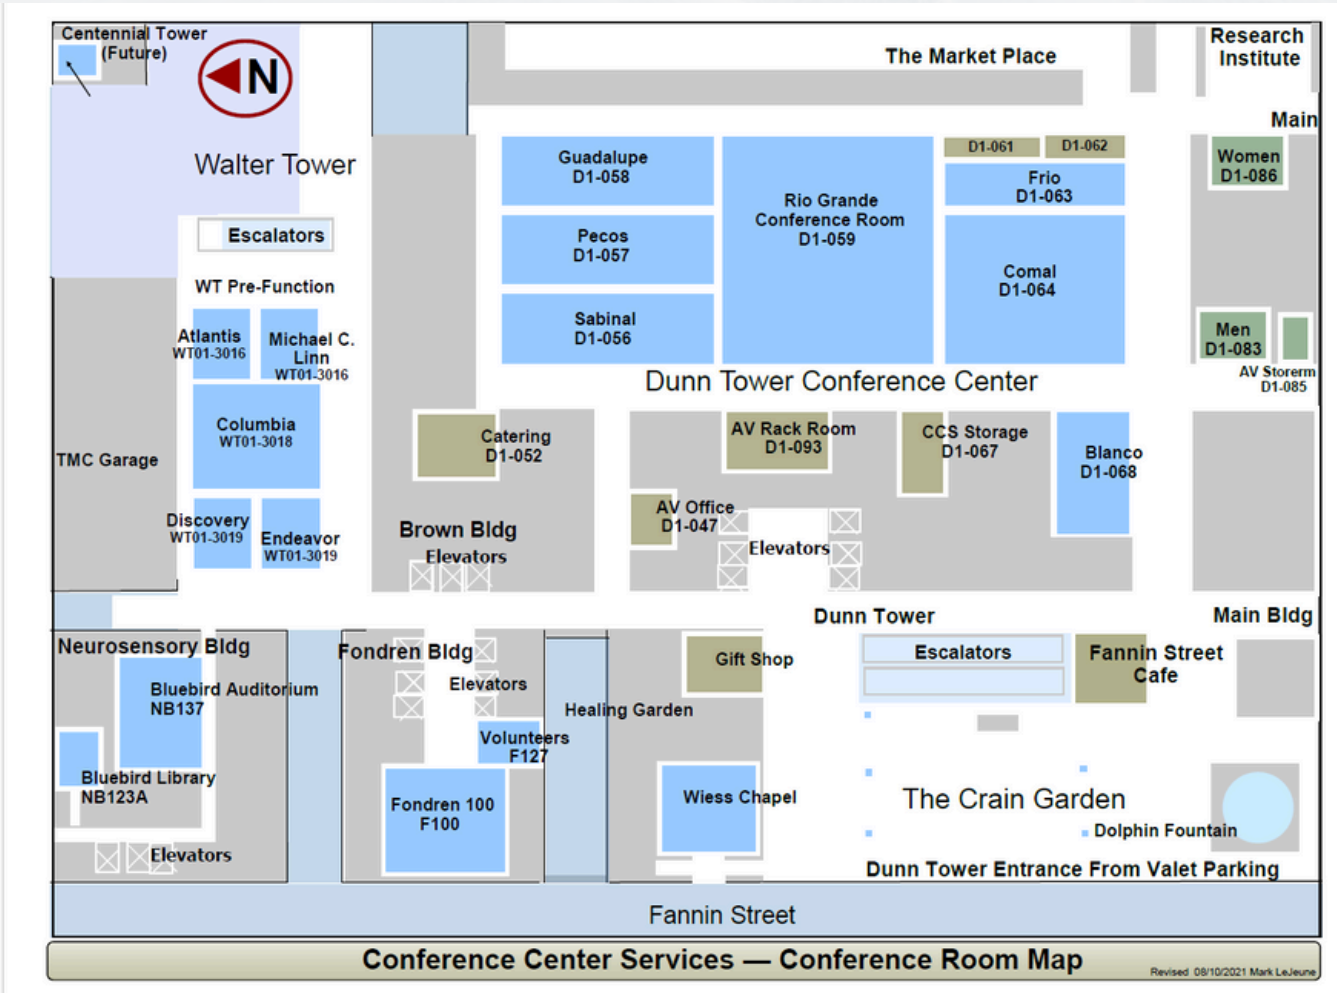 Centennial Tower
(Future)
N
The Market Place
Research
Institute
Main
Walter Tower
Guadalupe
D1-058
Rio Grande
Conference Room
D1-059
D1-061
D1-062
Frio
D1-063
Women
D1-086
Escalators
Pecos
D1-057
Comal
D1-064
WT Pre-Function
Sabinal
D1-056
Men
D1-083
AV Storerm
D1-085
Atlantis
WT01-3016
Michael C.
Linn
WT01-3016
Dunn Tower Conference Center
Columbia
WT01-3018
TMC Garage
Catering
D1-052
AV Rack Room
D1-093
CCS Storage
D1-067
Blanco
D1-068
Discovery
WT01-3019
Endeavor
WT01-3019
Brown Bldg
Elevators
AV Office
D1-047
Elevators
Dunn Tower
Main Bldg
Neurosensory Bldg
Fondren Bldg
Gift Shop
Escalators
Fannin Street
Cafe
Bluebird Auditorium
NB137
Elevators
Healing Garden
Volunteers
F127
Bluebird Library
NB123A
Fondren 100
F100
Wiess Chapel
The Crain Garden
Dolphin Fountain
Elevators
Dunn Tower Entrance From Valet Parking
Fannin Street
Conference Center Services — Conference Room Map
Revised 08/10/2021 Mark LeJeune